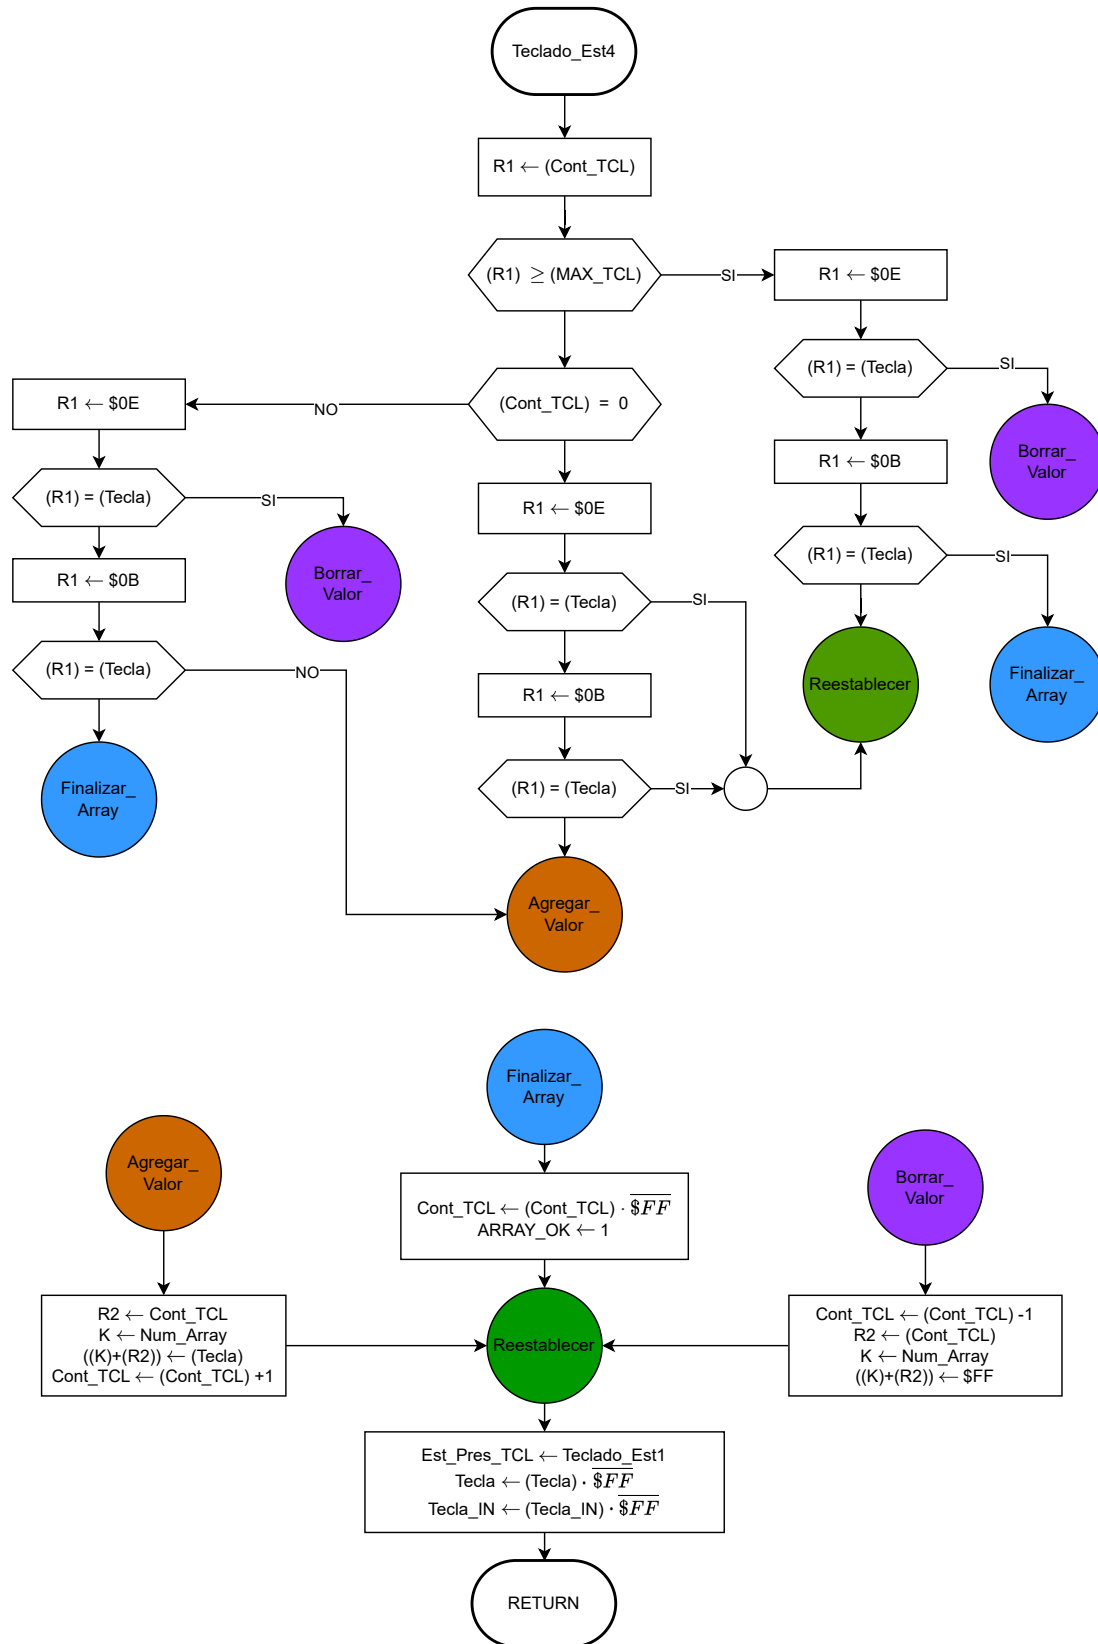 Teclado_Est4
R1 ← (Cont_TCL)
(R1) ≥ (MAX_TCL)
SI
R1 ← $0E
(R1) = (Tecla)
SI
Borrar_
Valor
R1 ← $0B
(R1) = (Tecla)
SI
Reestablecer
Finalizar_
Array
(Cont_TCL) = 0
NO
R1 ← $0E
(R1) = (Tecla)
SI
Borrar_
Valor
R1 ← $0B
(R1) = (Tecla)
NO
Finalizar_
Array
R1 ← $0E
(R1) = (Tecla)
SI
R1 ← $0B
(R1) = (Tecla)
SI
Agregar_
Valor
Finalizar_
Array
Cont_TCL ← (Cont_TCL) · $̅F̅F̅
ARRAY_OK ← 1
Agregar_
Valor
R2 ← Cont_TCL
K ← Num_Array
((K)+(R2)) ← (Tecla)
Cont_TCL ← (Cont_TCL) +1
Borrar_
Valor
Cont_TCL ← (Cont_TCL) -1
R2 ← (Cont_TCL)
K ← Num_Array
((K)+(R2)) ← $FF
Reestablecer
Est_Pres_TCL ← Teclado_Est1
Tecla ← (Tecla) · $̅F̅F̅
Tecla_IN ← (Tecla_IN) · $̅F̅F̅
RETURN